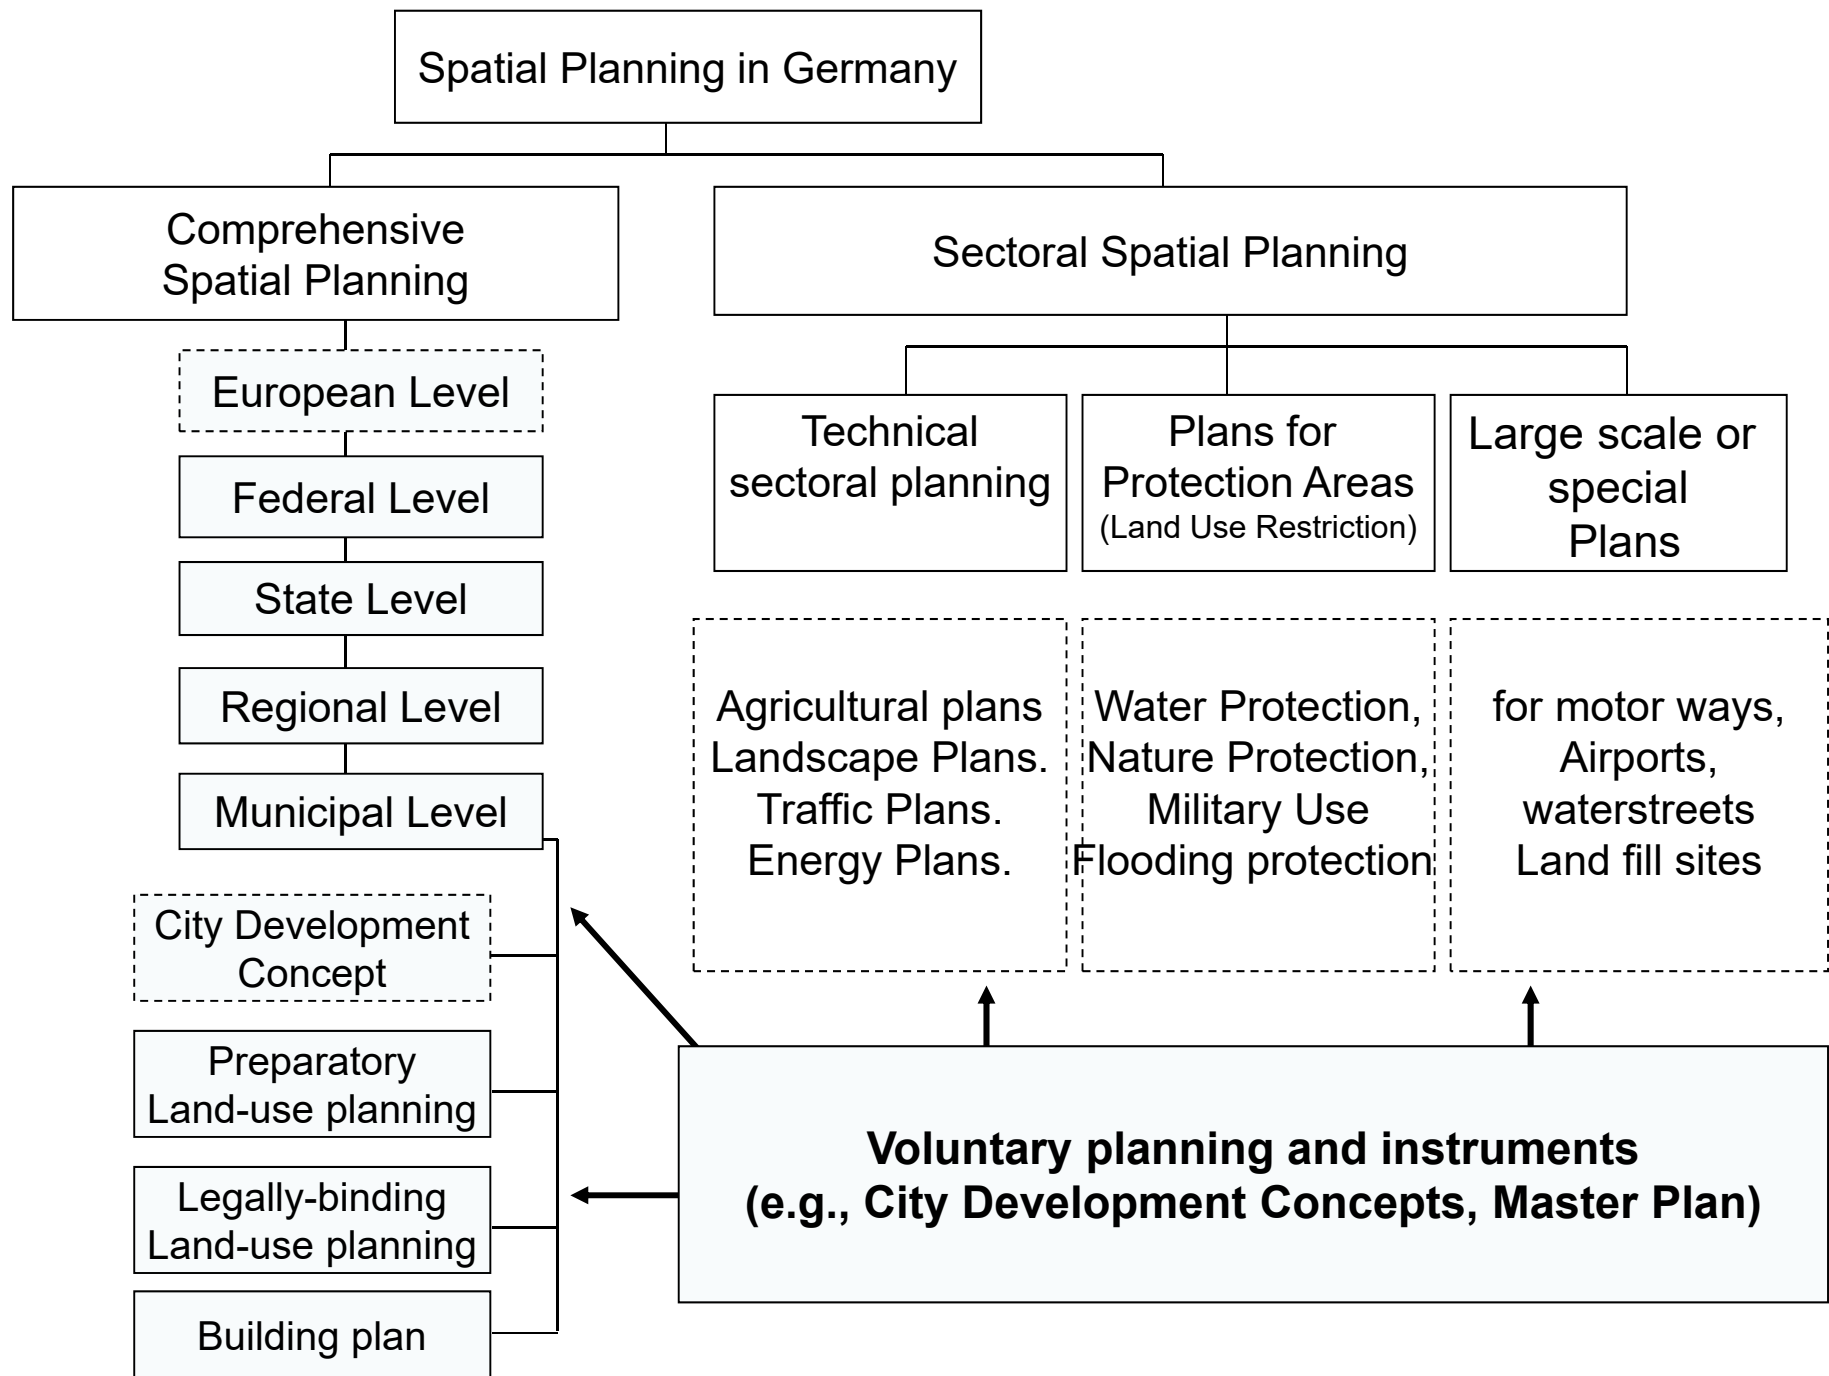 Spatial Planning in Germany
Comprehensive
Spatial Planning
Sectoral Spatial Planning
European Level
Federal Level
State Level
Regional Level
Municipal Level
City Development
Concept
Preparatory
Land-use planning
Legally-binding
Land-use planning
Building plan
Technical
sectoral planning
Plans for
Protection Areas
(Land Use Restriction)
Large scale or
special
Plans
Agricultural plans
Landscape Plans.
Traffic Plans.
Energy Plans.
Water Protection,
Nature Protection,
Military Use
Flooding protection
for motor ways,
Airports,
waterstreets
Land fill sites
Voluntary planning and instruments
(e.g., City Development Concepts, Master Plan)